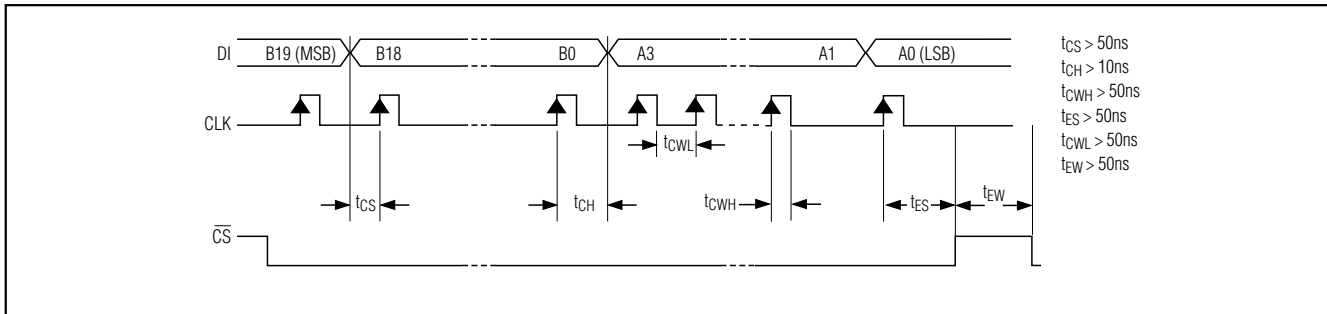 DI B19 (MSB) B18 B0 A3 A1 A0 (LSB)
CLK
tCWL
tCS tCH tCWH tES tEW
CS
tCS > 50ns
tCH > 10ns
tCWH > 50ns
tES > 50ns
tCWL > 50ns
tEW > 50ns